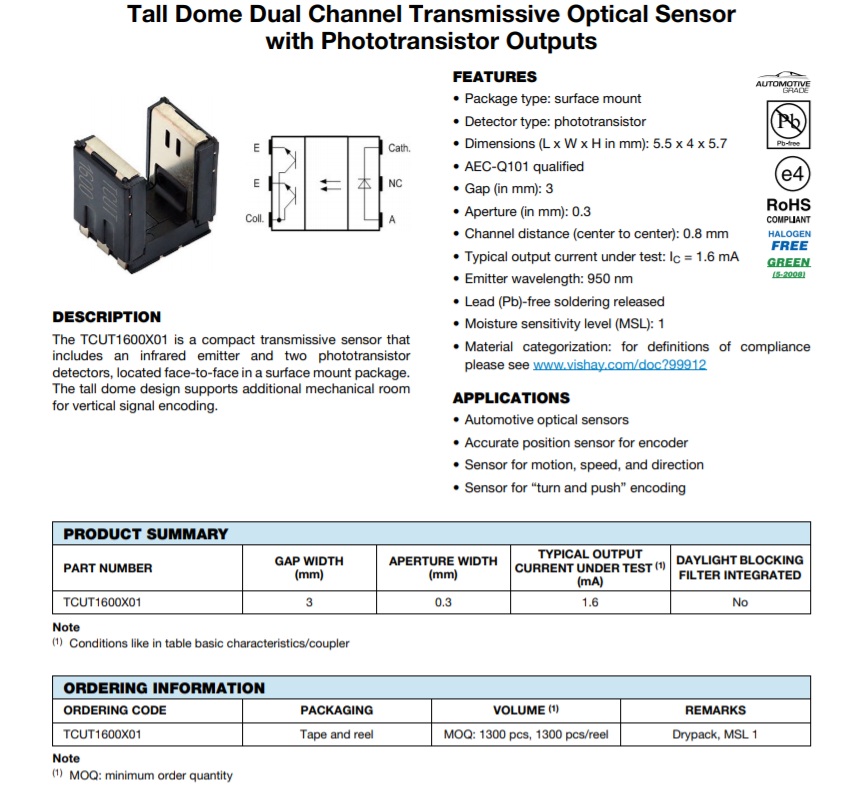 Tall Dome Dual Channel Transmissive Optical Sensor
with Phototransistor Outputs
E
E
Coll.
Cath.
NC
A
DESCRIPTION
The TCUT1600X01 is a compact transmissive sensor that
includes an infrared emitter and two phototransistor
detectors, located face-to-face in a surface mount package.
The tall dome design supports additional mechanical room
for vertical signal encoding.
FEATURES
• Package type: surface mount
• Detector type: phototransistor
• Dimensions (L x W x H in mm): 5.5 x 4 x 5.7
• AEC-Q101 qualified
• Gap (in mm): 3
• Aperture (in mm): 0.3
• Channel distance (center to center): 0.8 mm
• Typical output current under test: IC = 1.6 mA
• Emitter wavelength: 950 nm
• Lead (Pb)-free soldering released
• Moisture sensitivity level (MSL): 1
• Material categorization: for definitions of compliance
please see www.vishay.com/doc?99912
AUTOMOTIVE
GRADE
Pb
Pb-free
e4
RoHS
COMPLIANT
HALOGEN
FREE
GREEN
(5-2008)
APPLICATIONS
• Automotive optical sensors
• Accurate position sensor for encoder
• Sensor for motion, speed, and direction
• Sensor for “turn and push” encoding
PRODUCT SUMMARY
PART NUMBER GAP WIDTH (mm) APERTURE WIDTH (mm) TYPICAL OUTPUT CURRENT UNDER TEST (1) (mA) DAYLIGHT BLOCKING FILTER INTEGRATED
TCUT1600X01 3 0.3 1.6 No
Note
(1) Conditions like in table basic characteristics/coupler
ORDERING INFORMATION
ORDERING CODE PACKAGING VOLUME (1) REMARKS
TCUT1600X01 Tape and reel MOQ: 1300 pcs, 1300 pcs/reel Drypack, MSL 1
Note
(1) MOQ: minimum order quantity